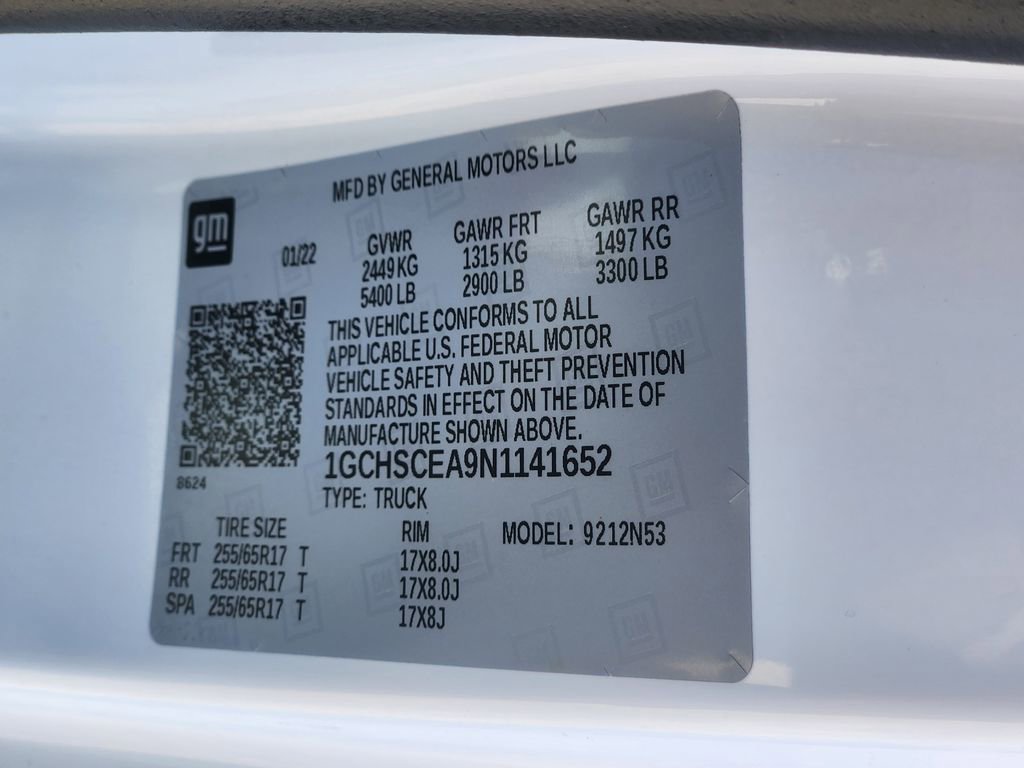 MFD BY GENERAL MOTORS LLC
gm
01/22
GVWR GAWR FRT GAWR RR
2449 KG 1315 KG 1497 KG
5400 LB 2900 LB 3300 LB
THIS VEHICLE CONFORMS TO ALL
APPLICABLE U.S. FEDERAL MOTOR
VEHICLE SAFETY AND THEFT PREVENTION
STANDARDS IN EFFECT ON THE DATE OF
MANUFACTURE SHOWN ABOVE.
1GCHSCEA9N1141652
8624
TYPE: TRUCK
TIRE SIZE RIM MODEL: 9212N53
FRT 255/65R17 T 17X8.0J
RR 255/65R17 T 17X8.0J
SPA 255/65R17 T 17X8J